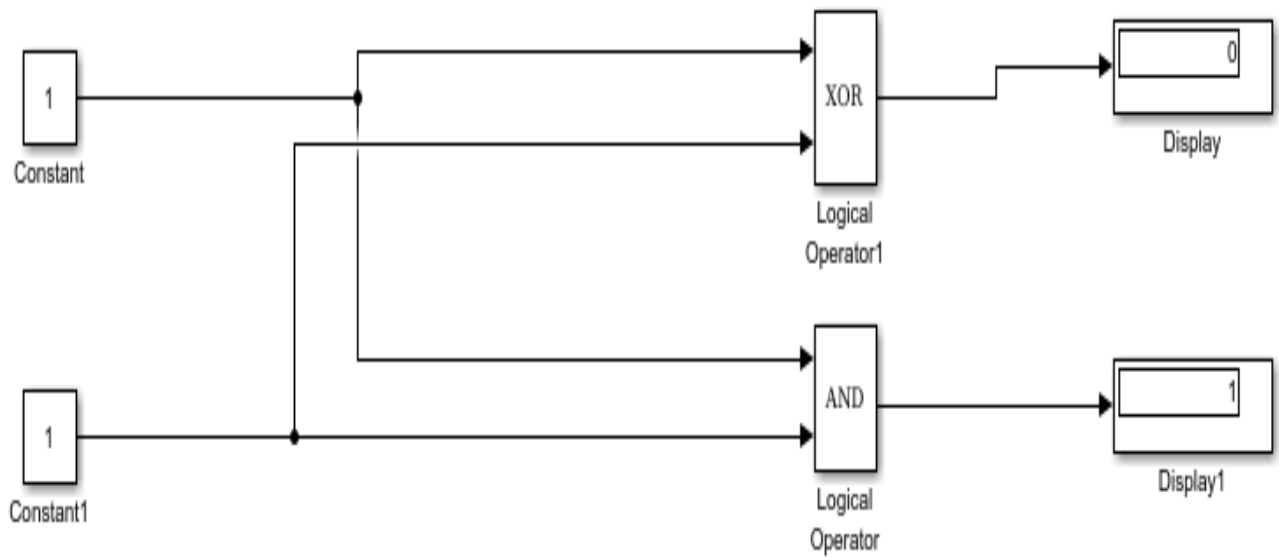 1
Constant
XOR
Logical
Operator1
0
Display
1
Constant1
AND
Logical
Operator
1
Display1